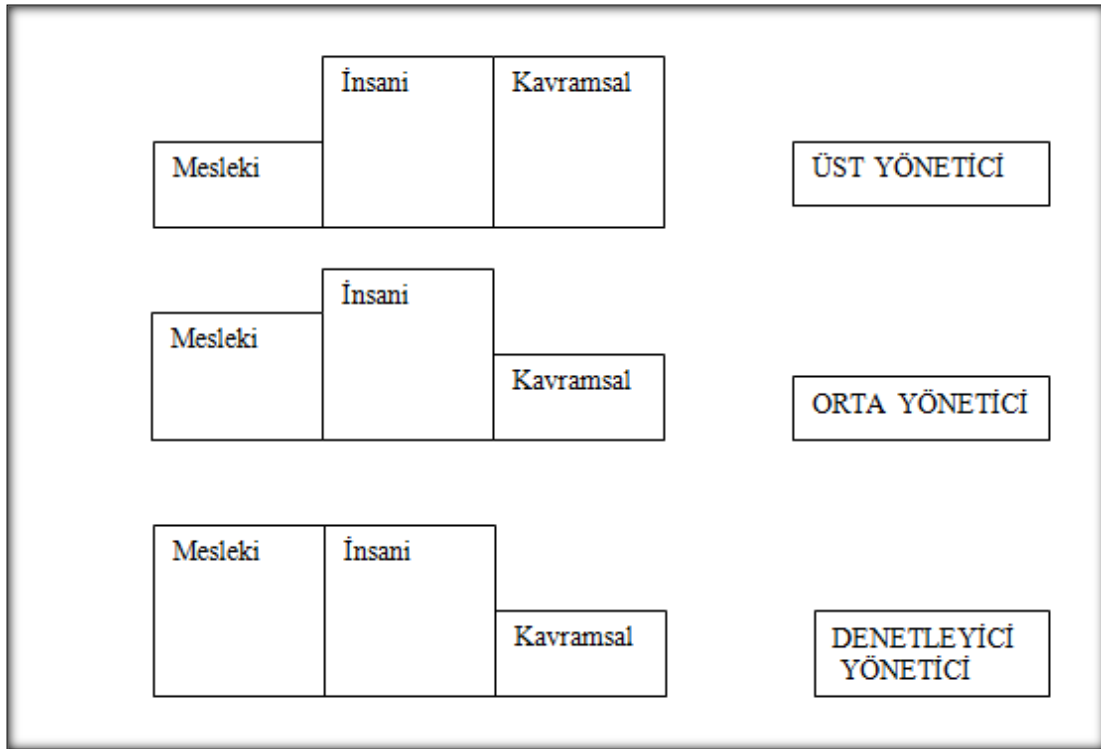 İnsani
Kavramsal
Mesleki
ÜST YÖNETİCİ
İnsani
Mesleki
Kavramsal
ORTA YÖNETİCİ
Mesleki
İnsani
Kavramsal
DENETLEYİCİ
YÖNETİCİ